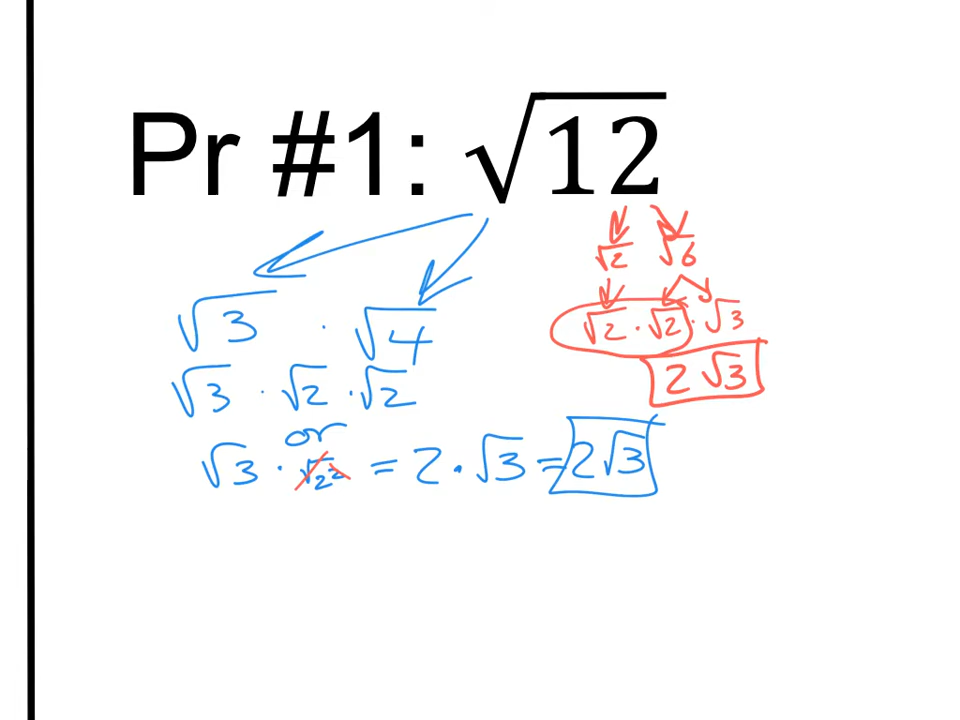 Pr #1: √12
√2 √6
√3 · √4
√2 · √2 · √3
√3 · √2 · √2
2 √3
or
√3 · √2² = 2 · √3 = 2√3